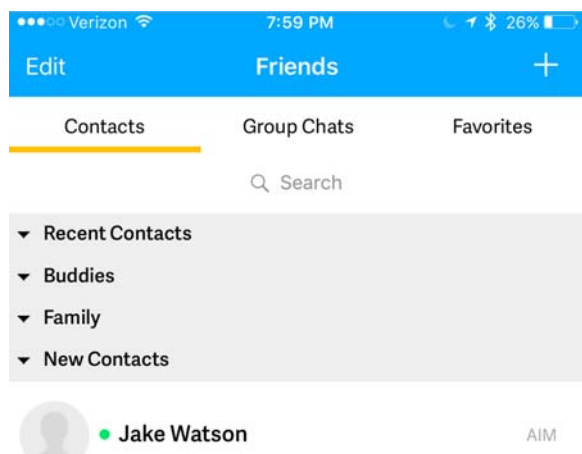 Verizon 7:59 PM 26%
Edit Friends +
Contacts Group Chats Favorites
Search
Recent Contacts
Buddies
Family
New Contacts
Jake Watson AIM